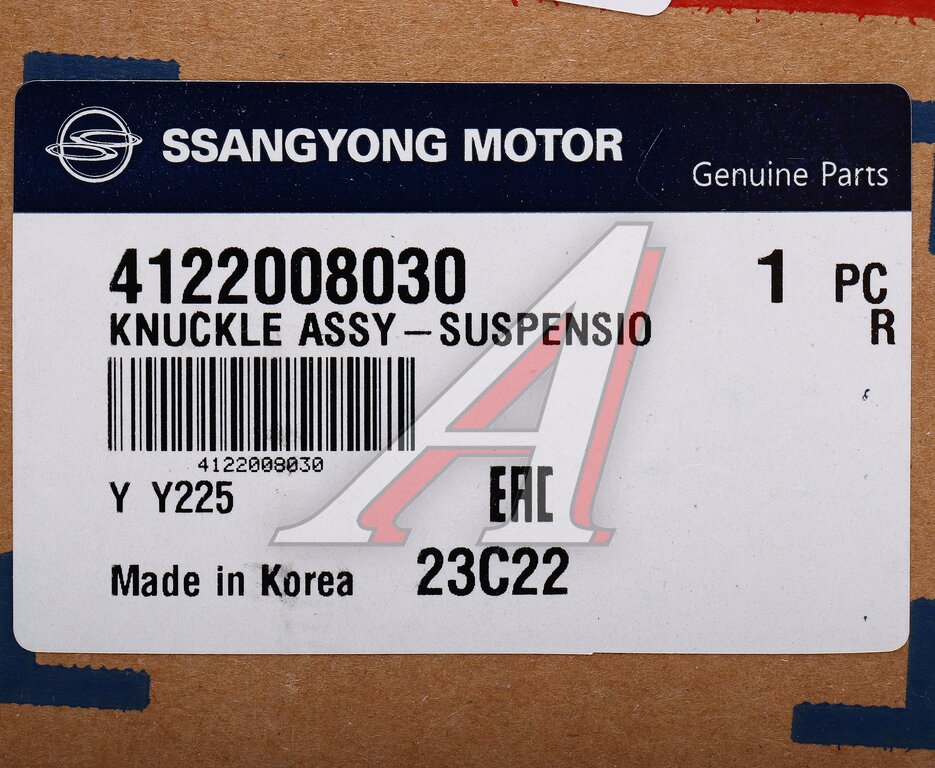 SSANGYONG MOTOR
Genuine Parts
4122008030 1 PC
KNUCKLE ASSY-SUSPENSIO R
4122008030
Y Y225
EAC
Made in Korea 23C22